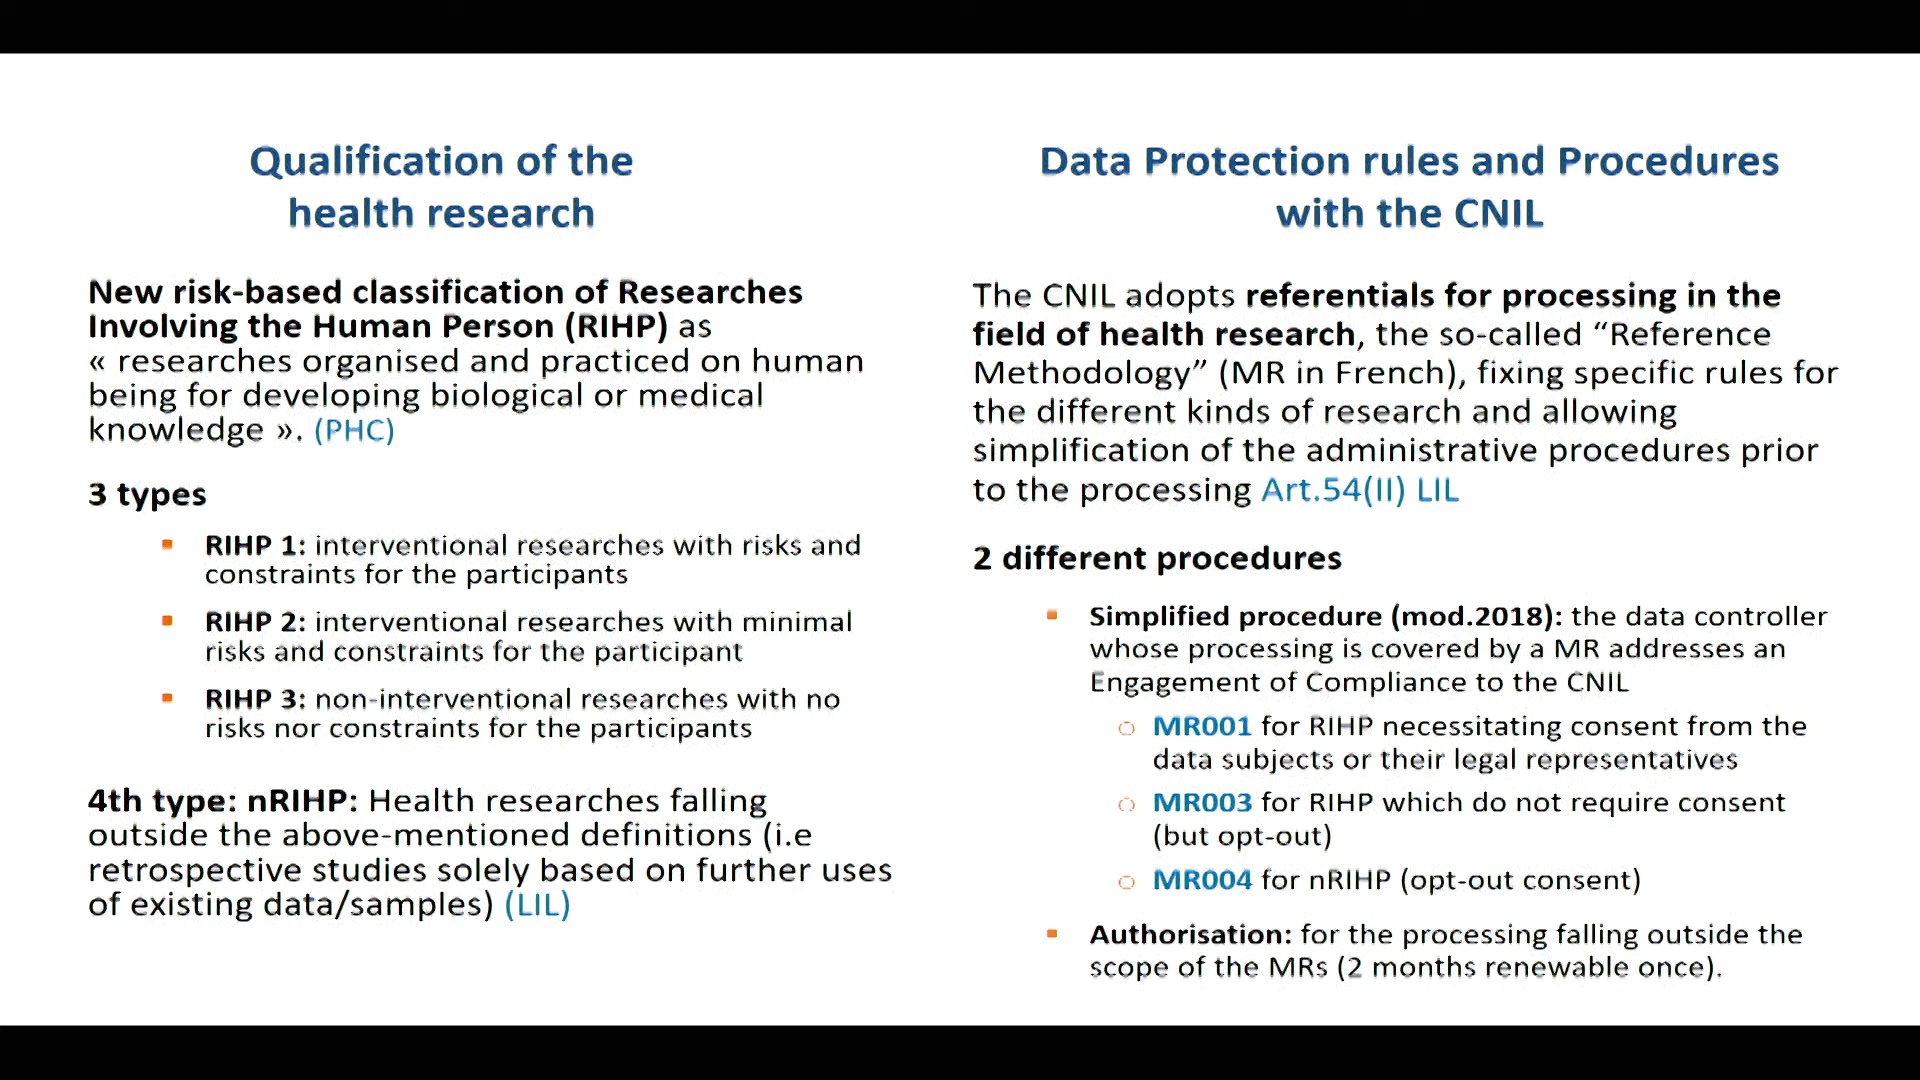 Qualification of the
health research
New risk-based classification of Researches
Involving the Human Person (RIHP) as
« researches organised and practiced on human
being for developing biological or medical
knowledge ». (PHC)
3 types
RIHP 1: interventional researches with risks and
constraints for the participants
RIHP 2: interventional researches with minimal
risks and constraints for the participant
RIHP 3: non-interventional researches with no
risks nor constraints for the participants
4th type: nRIHP: Health researches falling
outside the above-mentioned definitions (i.e
retrospective studies solely based on further uses
of existing data/samples) (LIL)
Data Protection rules and Procedures
with the CNIL
The CNIL adopts referentials for processing in the
field of health research, the so-called “Reference
Methodology” (MR in French), fixing specific rules for
the different kinds of research and allowing
simplification of the administrative procedures prior
to the processing Art.54(II) LIL
2 different procedures
Simplified procedure (mod.2018): the data controller
whose processing is covered by a MR addresses an
Engagement of Compliance to the CNIL
MR001 for RIHP necessitating consent from the
data subjects or their legal representatives
MR003 for RIHP which do not require consent
(but opt-out)
MR004 for nRIHP (opt-out consent)
Authorisation: for the processing falling outside the
scope of the MRs (2 months renewable once).